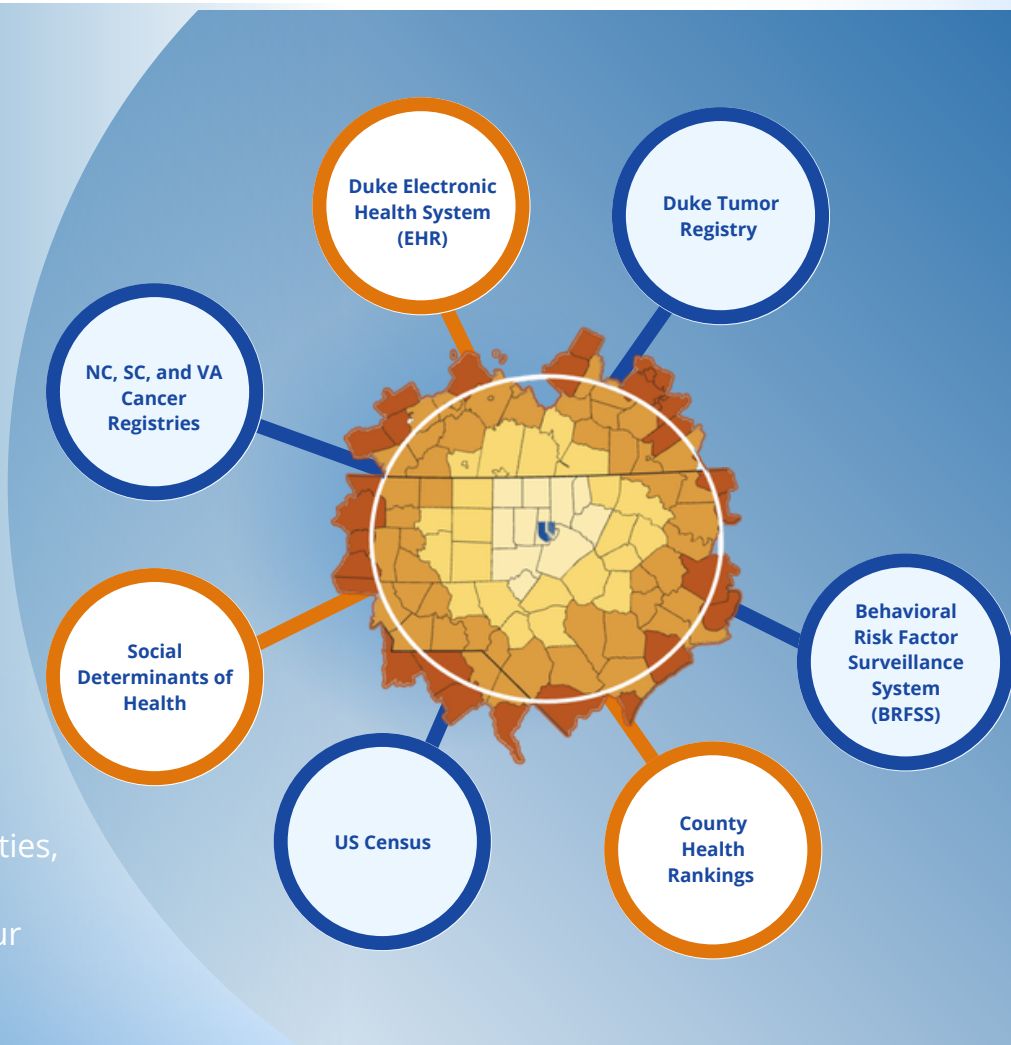 Duke Electronic
Health System
(EHR)
Duke Tumor
Registry
NC, SC, and VA
Cancer
Registries
Behavioral
Risk Factor
Surveillance
System
(BRFSS)
Social
Determinants of
Health
US Census
County
Health
Rankings
ties,
ur